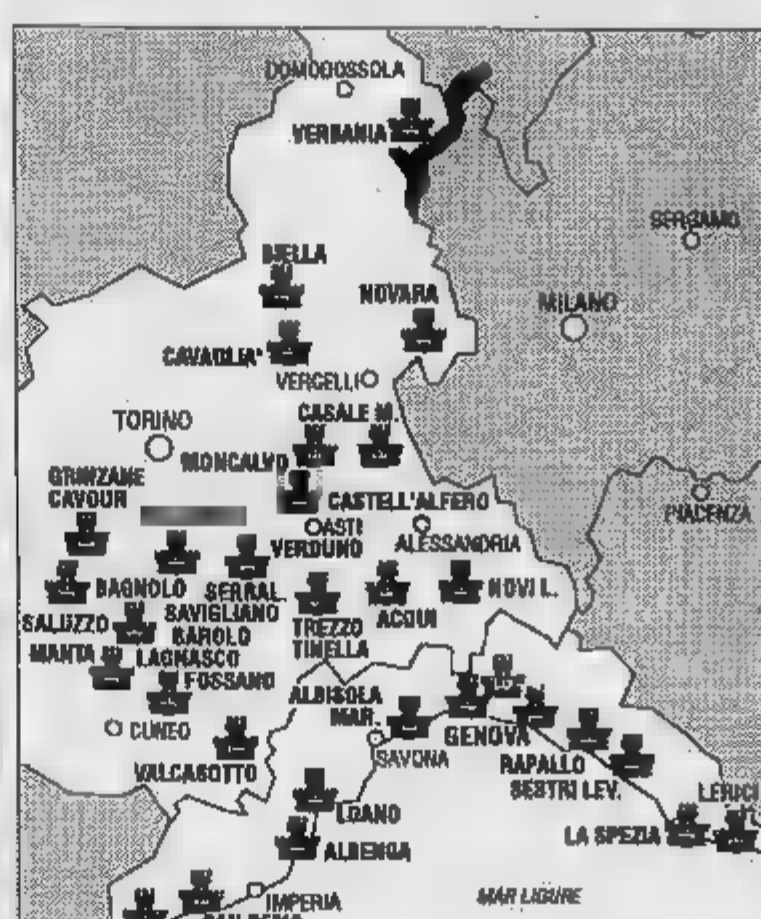 DOMODOSSOLA
VERBANIA
BERGAMO
BIELLA
NOVARA
MILANO
CAVAGLIA'
VERCELLI
CASALE M.
TORINO
MONCALVO
GRINZANE
CAVOUR
CASTELL'ALFERO
PIACENZA
ASTI
ALESSANDRIA
VERDUNO
BAGNOLO
SERRAL.
NOVI L.
SALUZZO
SAVIGLIANO
BAROLO
TREZZO
TINELLA
ACQUI
MANTA
LAGNASCO
FOSSANO
ALBISOLA
MAR.
CUNEO
GENOVA
SAVONA
VALCASOTTO
RAPALLO
SESTRI LEV.
LERICI
LOANO
LA SPEZIA
ALBENGA
IMPERIA
MAR LIGURE